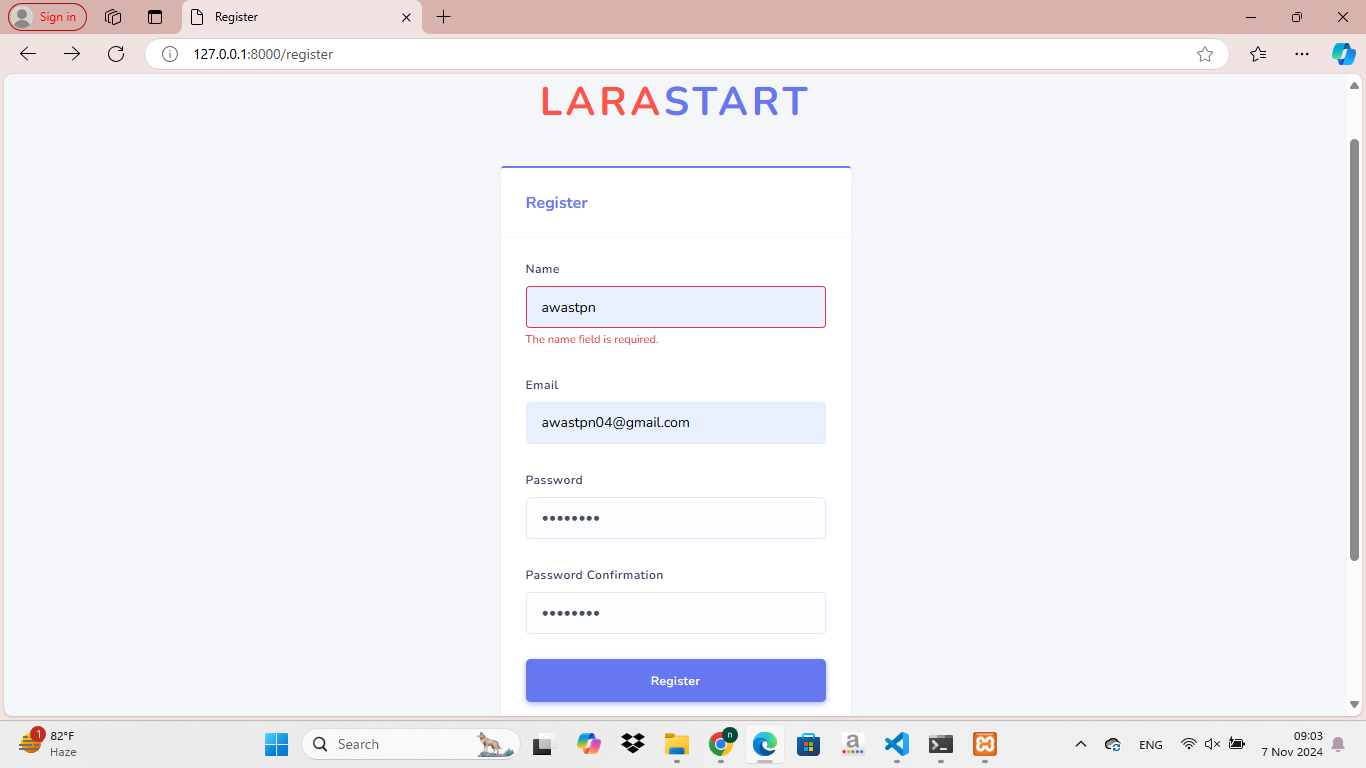 Sign in
Register
127.0.0.1:8000/register
LARASTART
Register
Name
awastpn
The name field is required.
Email
awastpn04@gmail.com
Password
••••••••
Password Confirmation
••••••••
Register
1
82°F
Haze
Search
n
a
ENG
09:03
7 Nov 2024